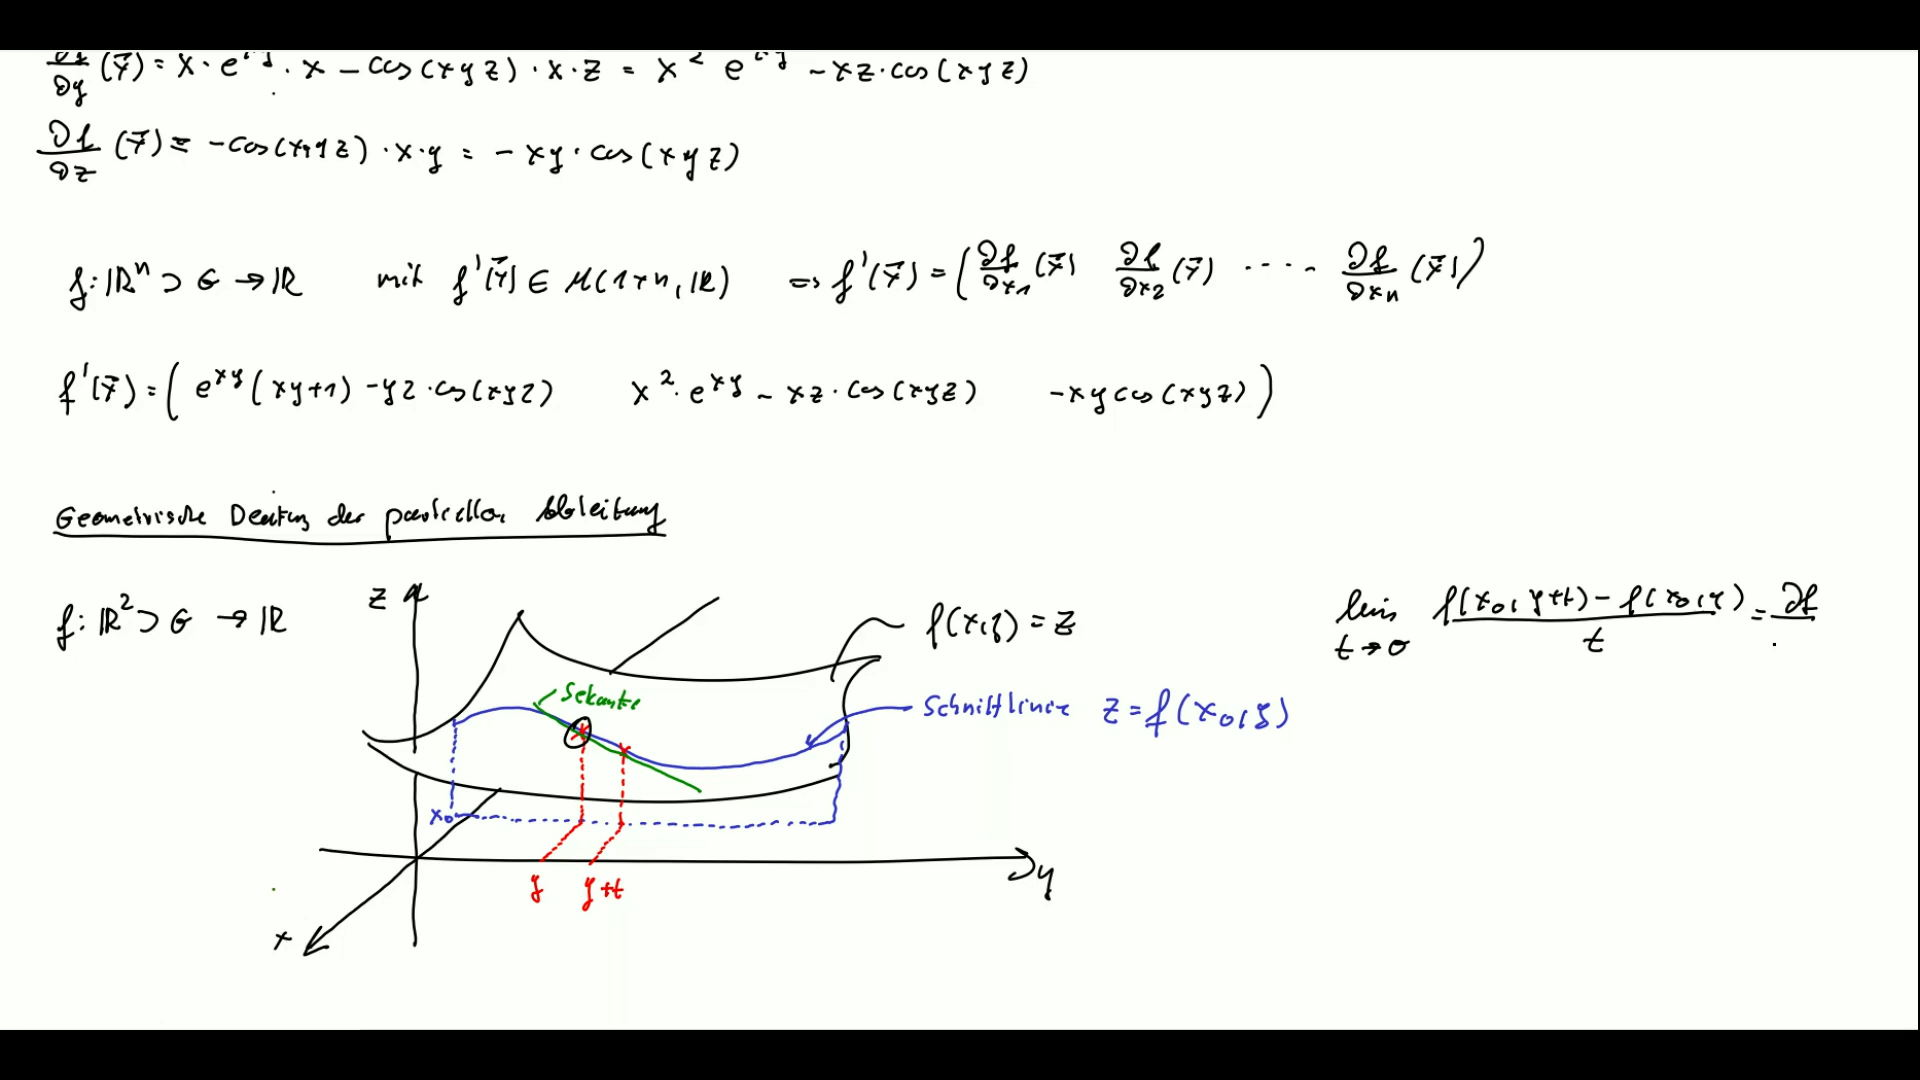 ∂f/∂y (x⃗) = x · e^xy · x − cos(xyz) · x · z = x² e^xy − xz · cos(xyz)
∂f/∂z (x⃗) = −cos(xyz) · x · y = −xy · cos(xyz)
f: ℝⁿ ⊃ G → ℝ mit f'(x⃗) ∈ M(1×n, ℝ) ⇒ f'(x⃗) = (∂f/∂x₁ (x⃗) ∂f/∂x₂ (x⃗) ····· ∂f/∂xₙ (x⃗))
f'(x⃗) = ( e^xy (xy+1) − yz · cos(xyz) x² · e^xy − xz · cos(xyz) −xy cos(xyz) )
Geometrische Deutung der partiellen Ableitung
f: ℝ² ⊃ G → ℝ
z
f(x,y) = z
lim t→0 f(x₀, y+t) − f(x₀, y) / t = ∂f
Sekante
Schnittlinie z = f(x₀, y)
x₀
y
y+t
y
x